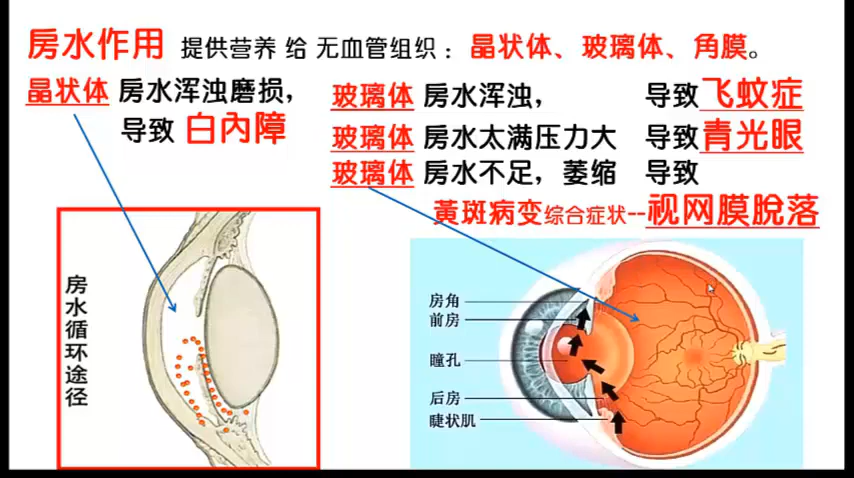 房水作用 提供营养 给 无血管组织：晶状体、玻璃体、角膜。
晶状体 房水浑浊磨损，
导致 白內障
玻璃体 房水浑浊， 导致飞蚊症
玻璃体 房水太满压力大 导致青光眼
玻璃体 房水不足，萎缩 导致
黃斑病变综合症状--视网膜脫落
房水循环途径
房角
前房
瞳孔
后房
睫状肌